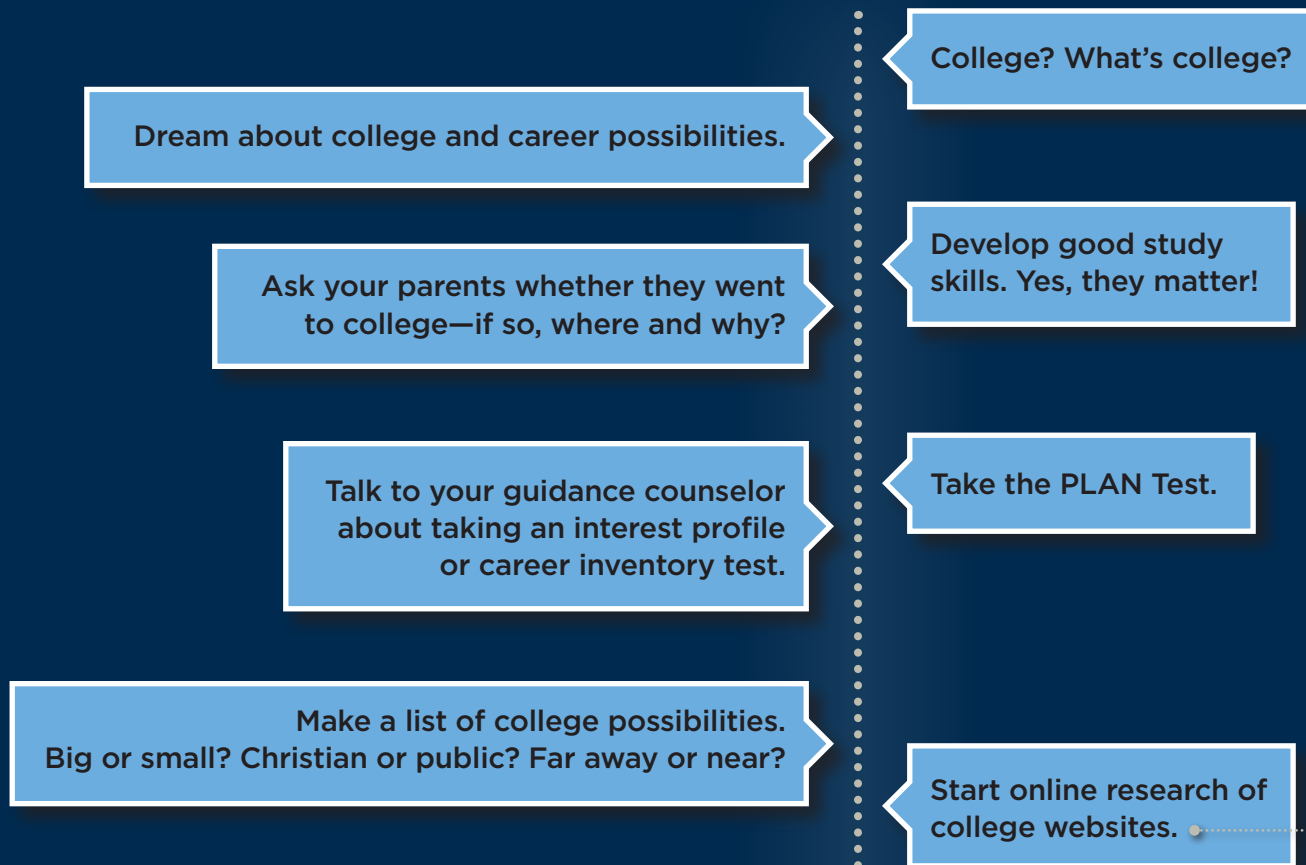 College? What's college?
Dream about college and career possibilities.
Develop good study
skills. Yes, they matter!
Ask your parents whether they went
to college—if so, where and why?
Take the PLAN Test.
Talk to your guidance counselor
about taking an interest profile
or career inventory test.
Make a list of college possibilities.
Big or small? Christian or public? Far away or near?
Start online research of
college websites.